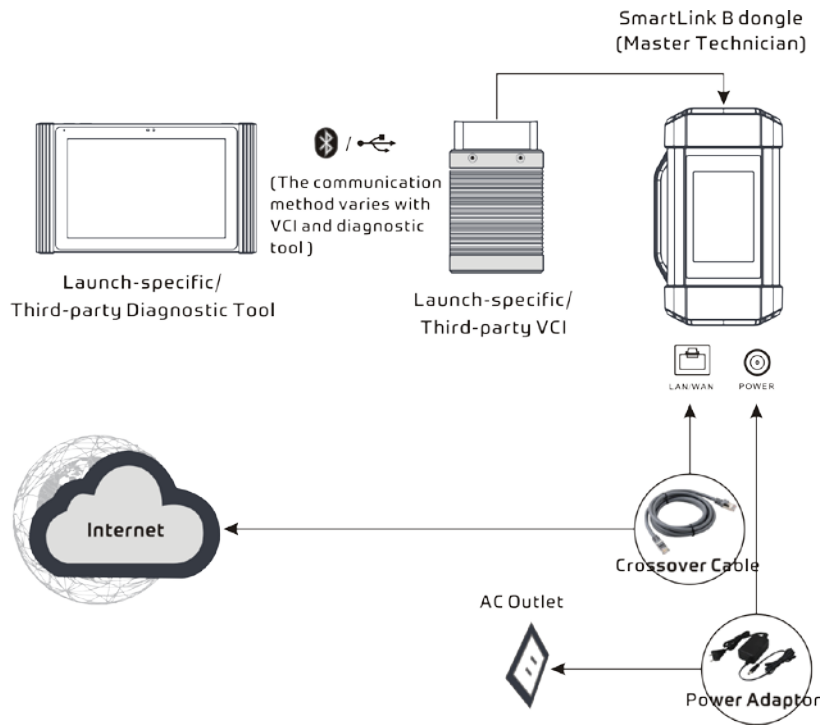 SmartLink B dongle
(Master Technician)
/
(The communication
method varies with
VCI and diagnostic
tool )
Launch-specific/
Third-party Diagnostic Tool
Launch-specific/
Third-party VCI
LAN/WAN
POWER
Internet
Crossover Cable
AC Outlet
Power Adaptor